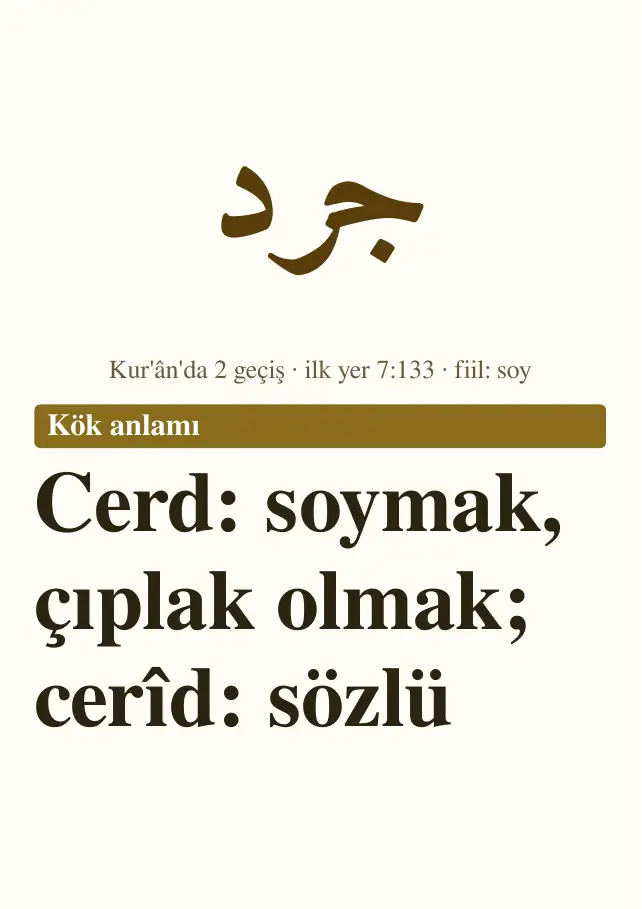 جرد
Kur'ân'da 2 geçiş · ilk yer 7:133 · fiil: soy
Kök anlamı
Cerd: soymak,
çıplak olmak;
cerîd: sözlü